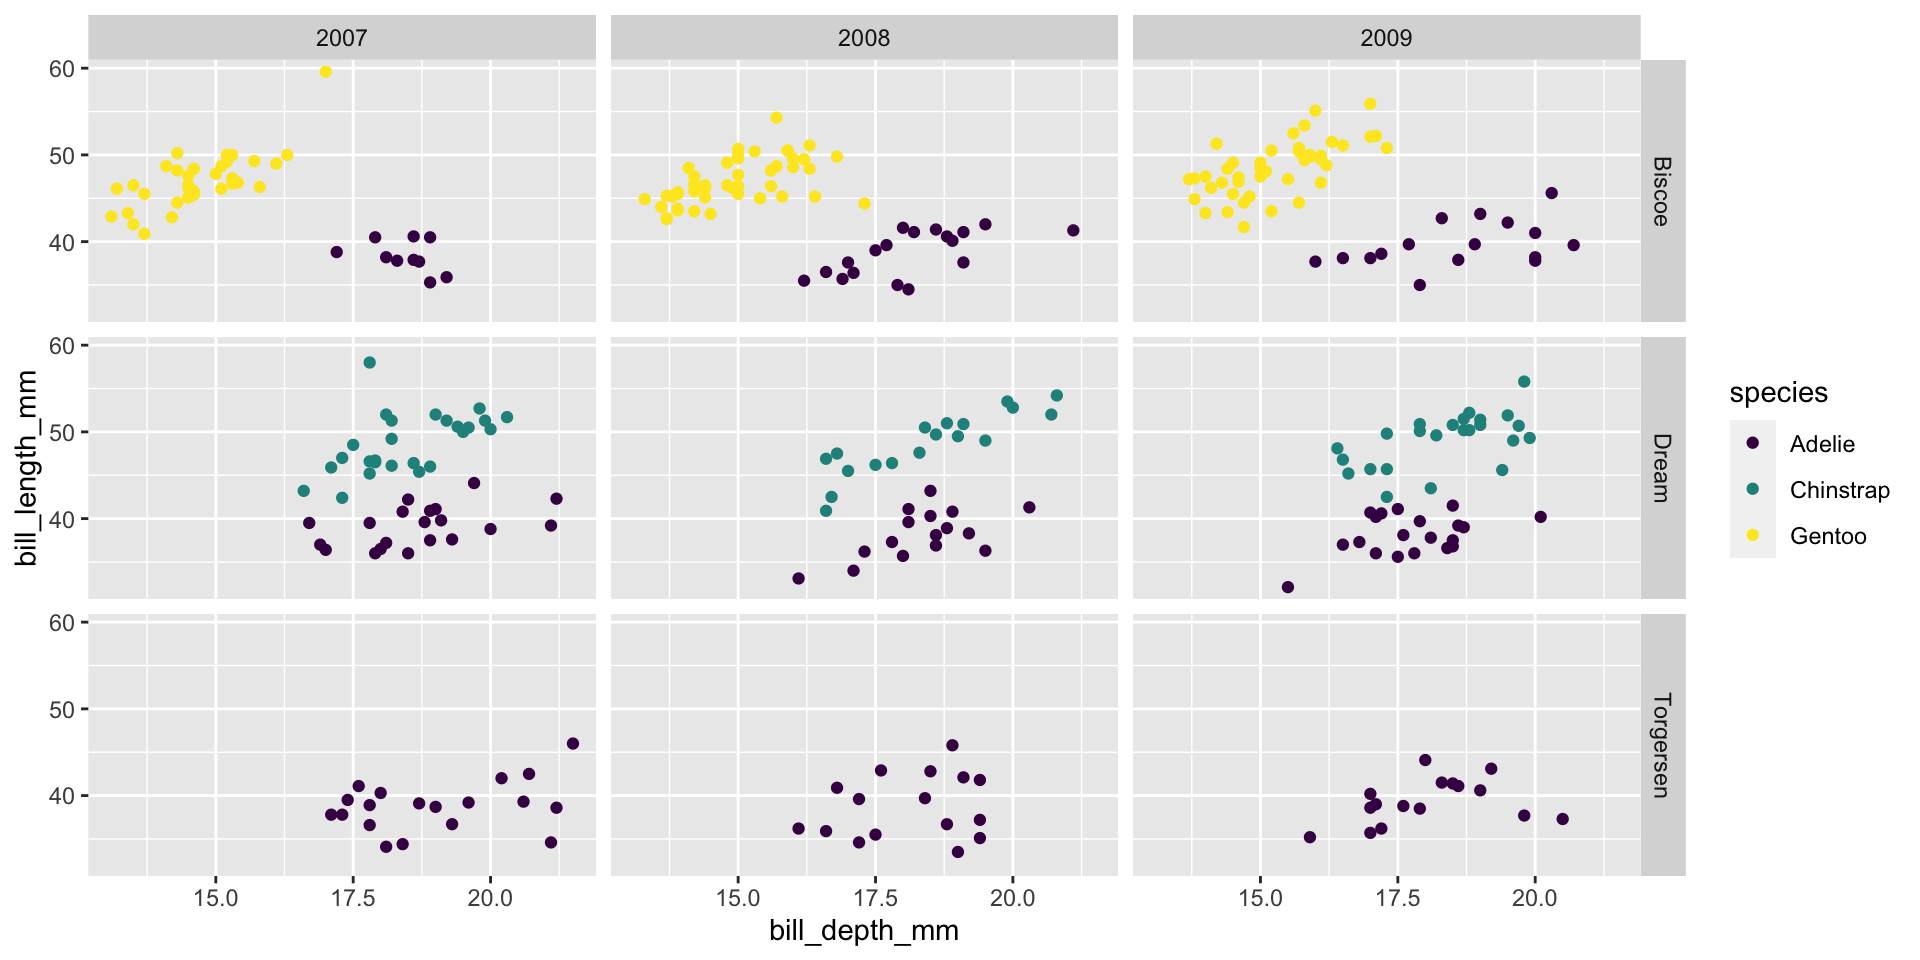 2007 2008 2009
60
50
40
Biscoe
60
50
40
Dream
60
50
40
Torgersen
15.0 17.5 20.0 15.0 17.5 20.0 15.0 17.5 20.0
bill_depth_mm
bill_length_mm
species
Adelie
Chinstrap
Gentoo